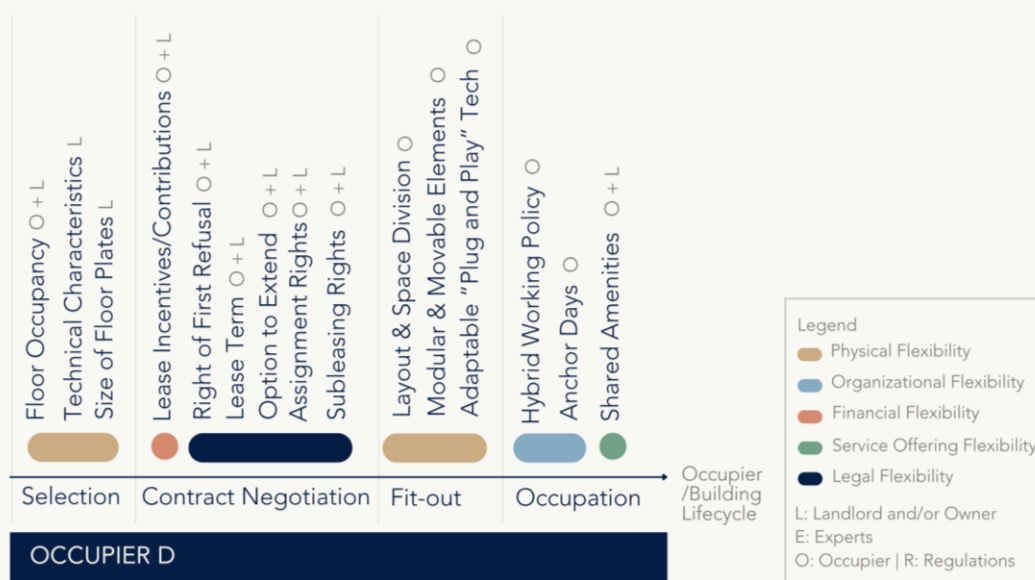 Floor Occupancy O + L
Technical Characteristics L
Size of Floor Plates L
Lease Incentives/Contributions O + L
Right of First Refusal O + L
Lease Term O + L
Option to Extend O + L
Assignment Rights O + L
Subleasing Rights O + L
Layout & Space Division O
Modular & Movable Elements O
Adaptable “Plug and Play” Tech O
Hybrid Working Policy O
Anchor Days O
Shared Amenities O + L
Selection
Contract Negotiation
Fit-out
Occupation
Occupier
/Building
Lifecycle
OCCUPIER D
Legend
Physical Flexibility
Organizational Flexibility
Financial Flexibility
Service Offering Flexibility
Legal Flexibility
L: Landlord and/or Owner
E: Experts
O: Occupier | R: Regulations